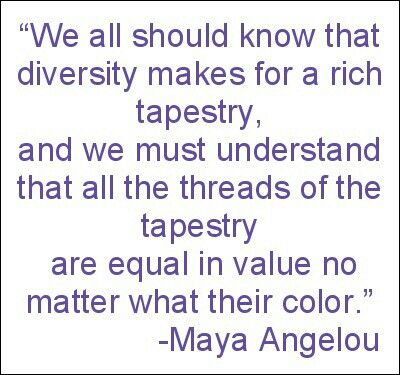 “We all should know that
diversity makes for a rich
tapestry,
and we must understand
that all the threads of the
tapestry
are equal in value no
matter what their color.”
-Maya Angelou